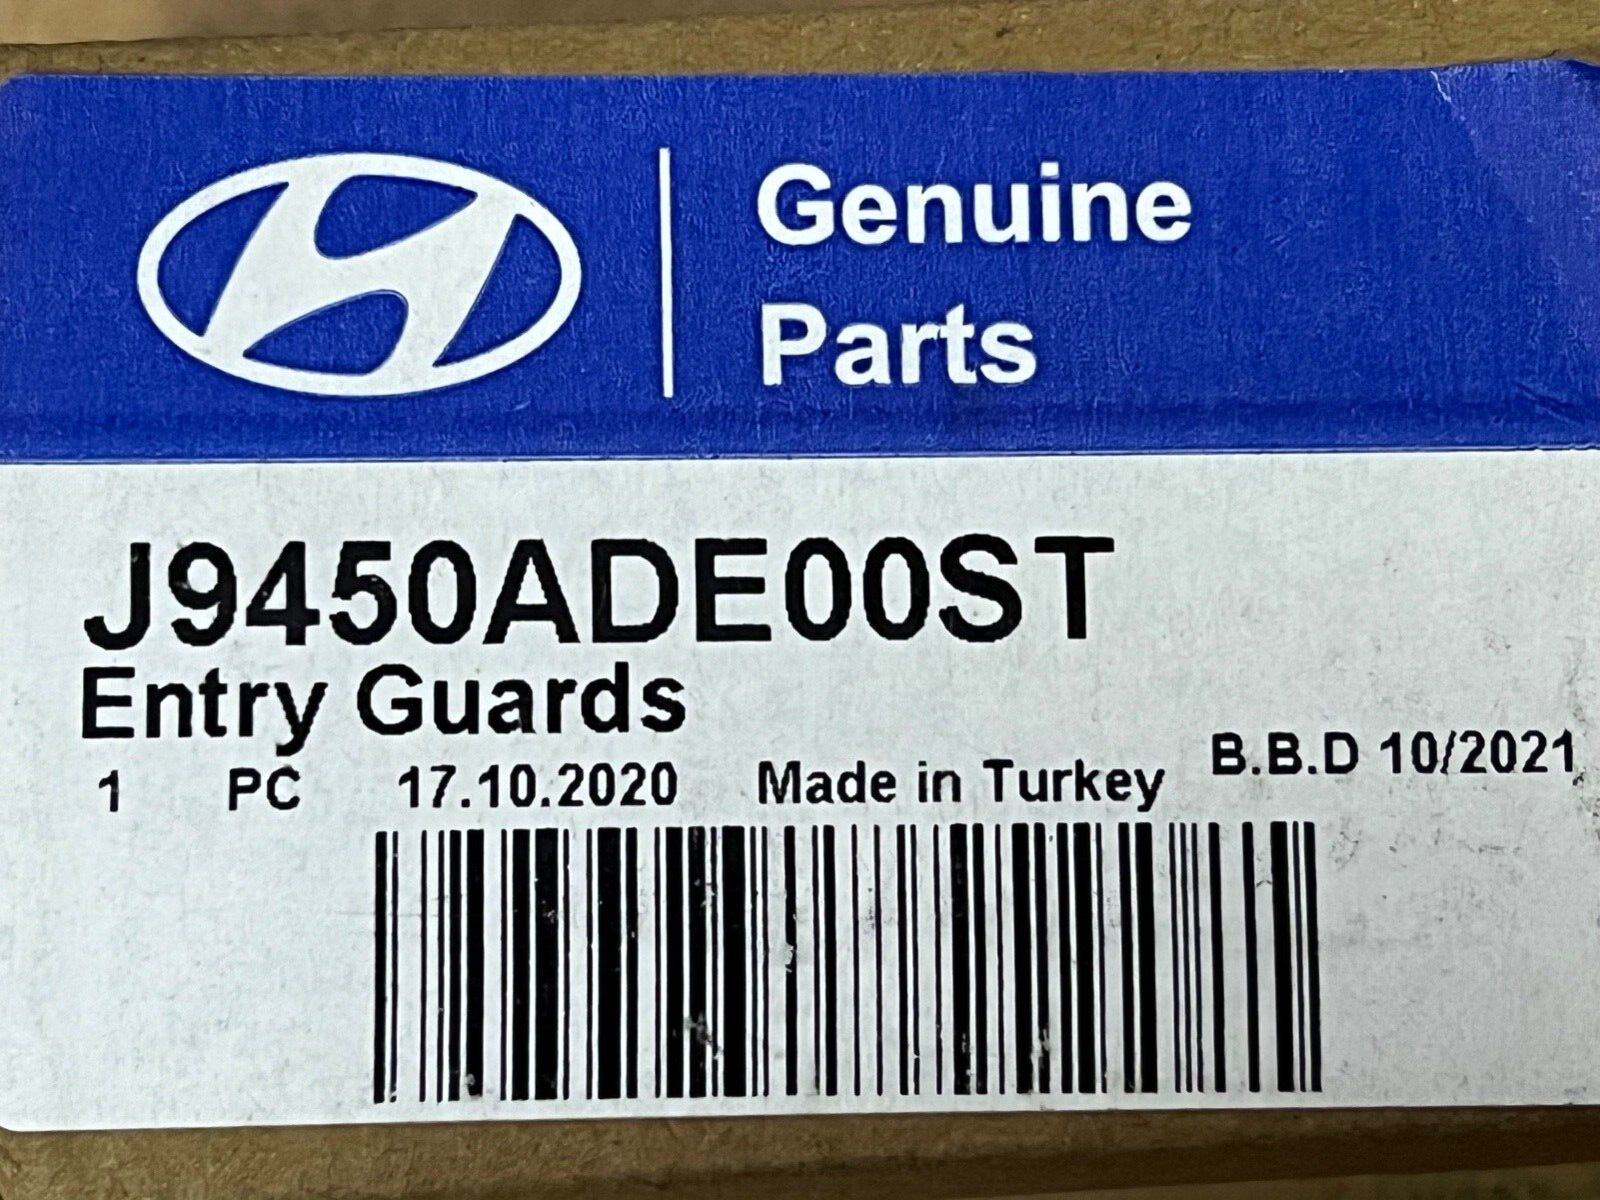 Genuine
Parts
J9450ADE00ST
Entry Guards
1 PC 17.10.2020 Made in Turkey B.B.D 10/2021